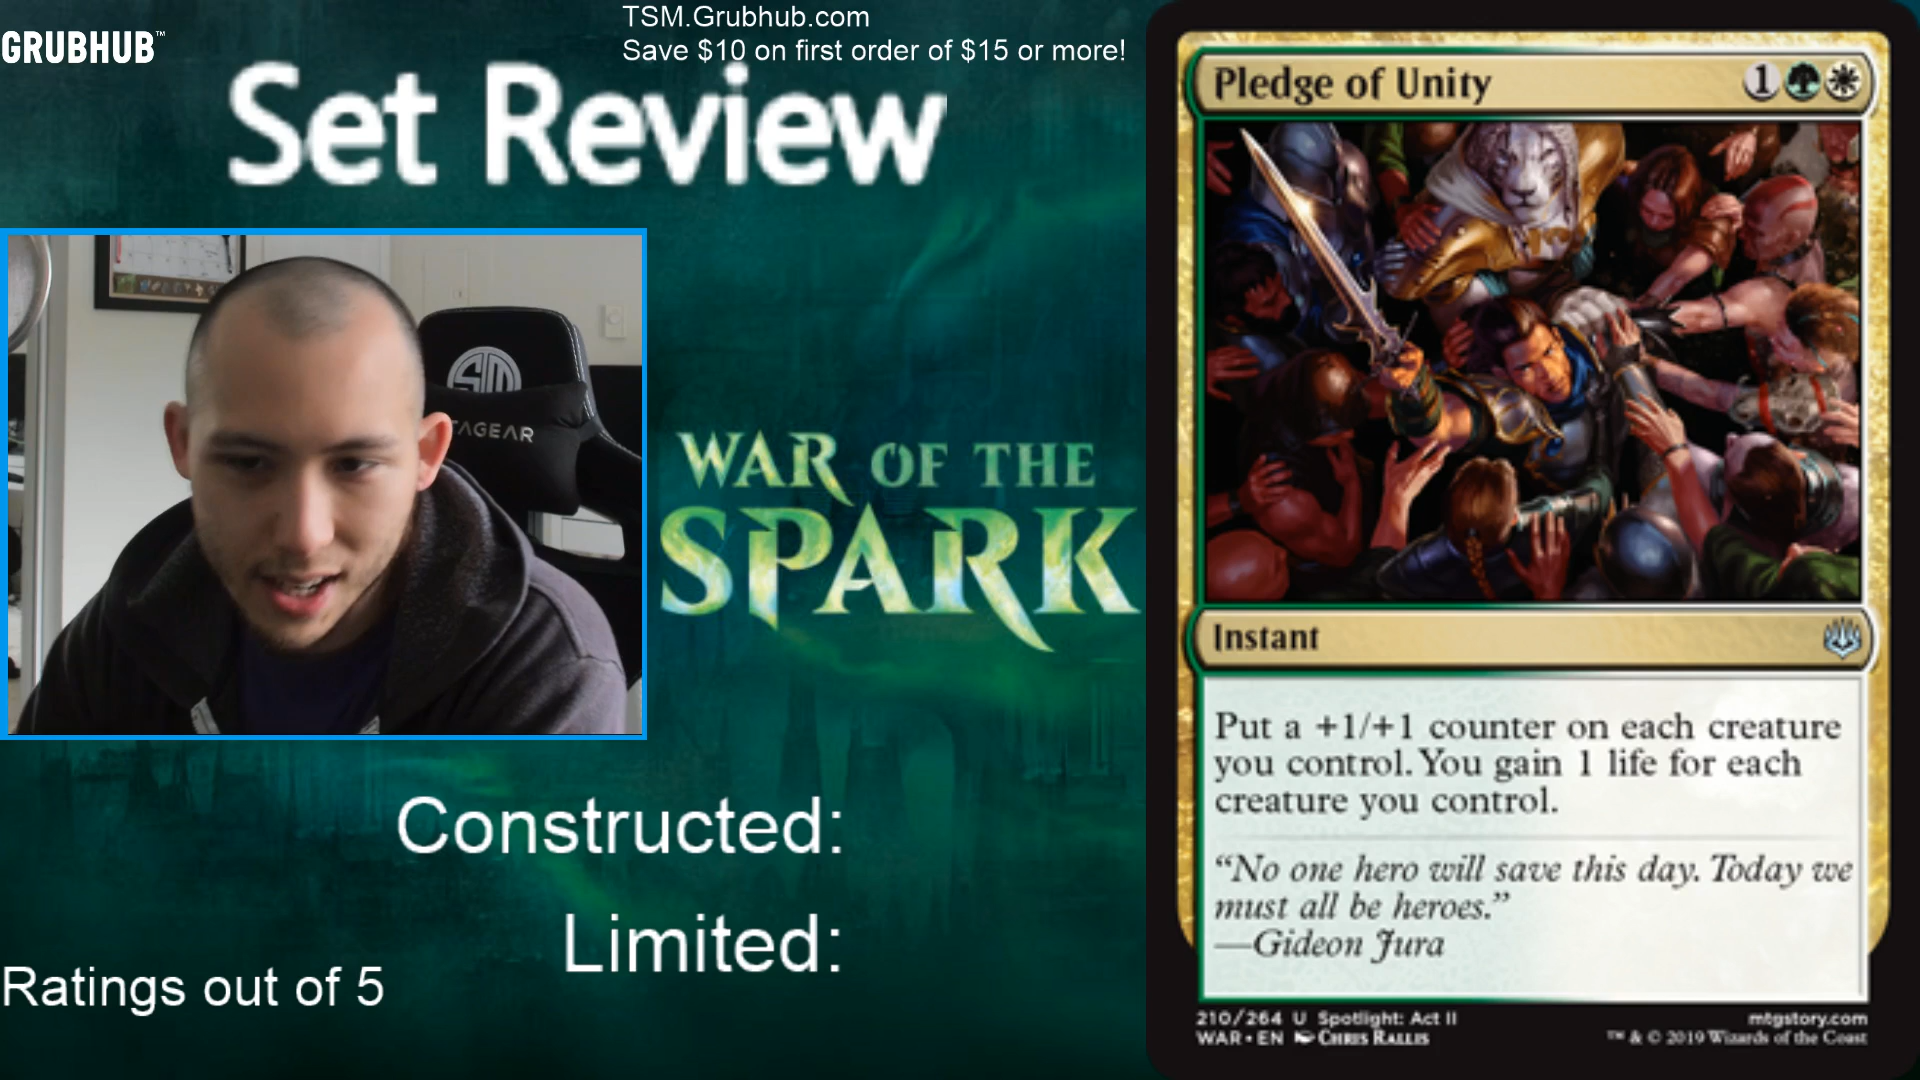 GRUBHUB™
TSM.Grubhub.com
Save $10 on first order of $15 or more!
Set Review
TAGEAR
WAR OF THE
SPARK
Constructed:
Limited:
Ratings out of 5
Pledge of Unity
1
Instant
Put a +1/+1 counter on each creature
you control. You gain 1 life for each
creature you control.
“No one hero will save this day. Today we
must all be heroes.”
—Gideon Jura
210/264 U Spotlight: Act II
WAR • EN Chris Rallis
mtgstory.com
™ & © 2019 Wizards of the Coast